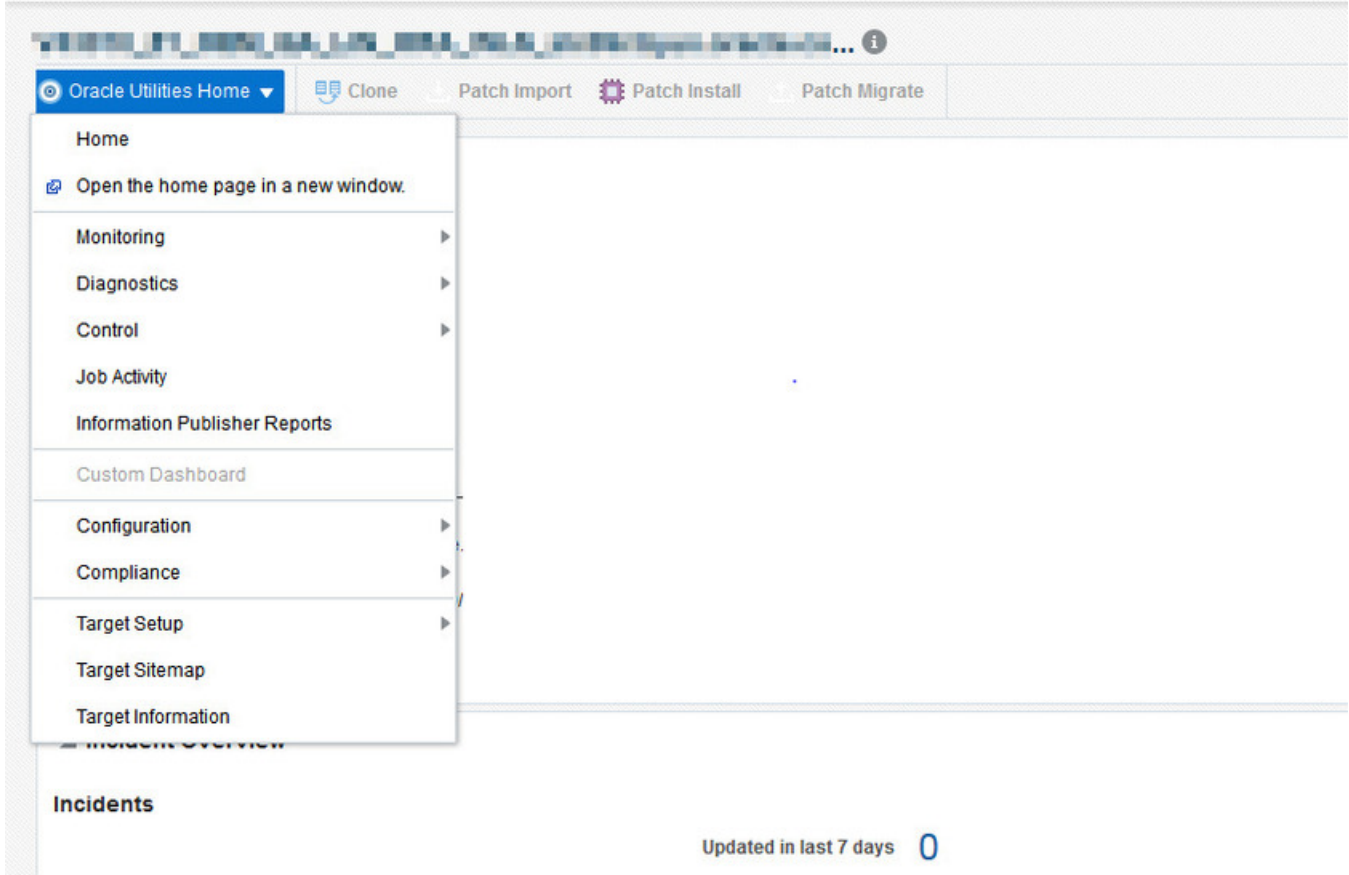 ...
Oracle Utilities Home Clone Patch Import Patch Install Patch Migrate
Home
Open the home page in a new window.
Monitoring
Diagnostics
Control
Job Activity
Information Publisher Reports
Custom Dashboard
Configuration
Compliance
Target Setup
Target Sitemap
Target Information
Incident Overview
Incidents
Updated in last 7 days 0